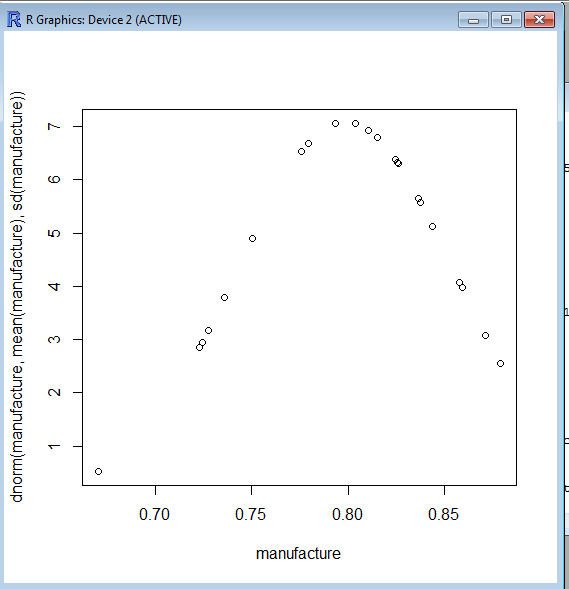 R Graphics: Device 2 (ACTIVE)
dnorm(manufacture, mean(manufacture), sd(manufacture))
7
6
5
4
3
2
1
0.70 0.75 0.80 0.85
manufacture